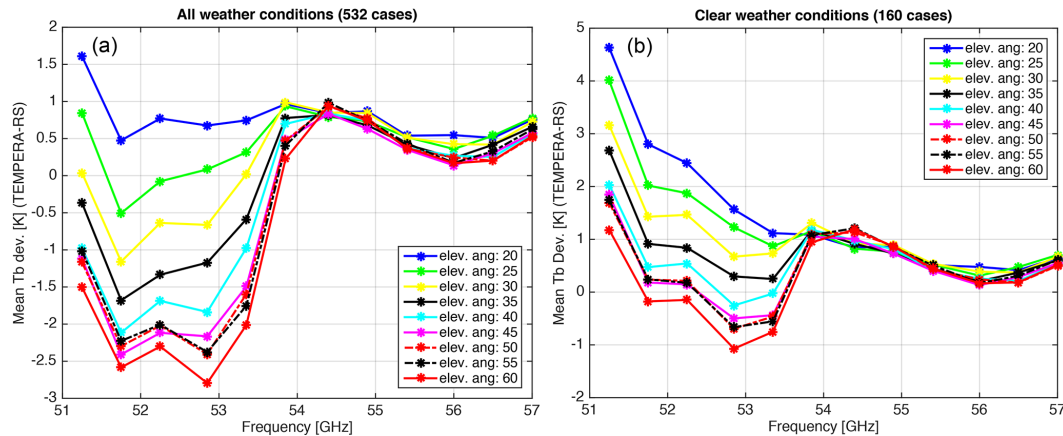 All weather conditions (532 cases)
(a)
Mean Tb dev. [K] (TEMPERA-RS)
2
1.5
1
0.5
0
-0.5
-1
-1.5
-2
-2.5
-3
51 52 53 54 55 56 57
Frequency [GHz]
elev. ang: 20
elev. ang: 25
elev. ang: 30
elev. ang: 35
elev. ang: 40
elev. ang: 45
elev. ang: 50
elev. ang: 55
elev. ang: 60
Clear weather conditions (160 cases)
(b)
Mean Tb Dev. [K] (TEMPERA-RS)
5
4
3
2
1
0
-1
-2
51 52 53 54 55 56 57
Frequency [GHz]
elev. ang: 20
elev. ang: 25
elev. ang: 30
elev. ang: 35
elev. ang: 40
elev. ang: 45
elev. ang: 50
elev. ang: 55
elev. ang: 60